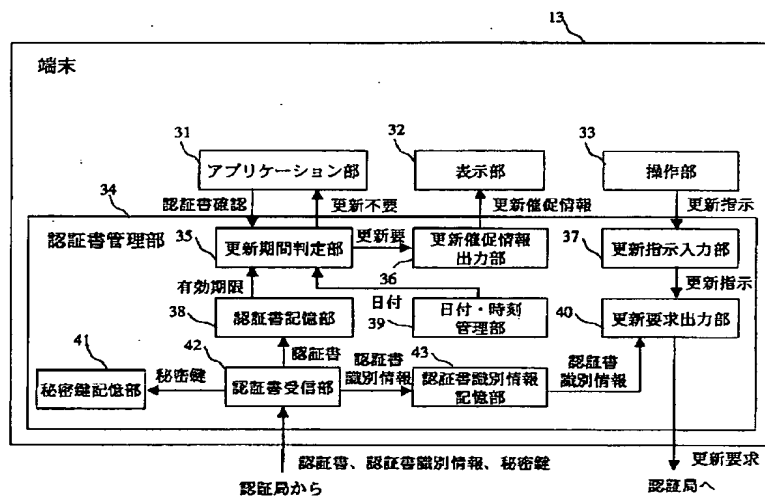 13
端末
31
アプリケーション部
32
表示部
33
操作部
34
認証書確認
更新不要
更新催促情報
更新指示
認証書管理部
35
更新期間判定部
更新要
更新催促情報
出力部
36
37
更新指示入力部
有効期限
日付
更新指示
38
認証書記憶部
39
日付・時刻
管理部
40
更新要求出力部
41
42
認証書
認証書
識別情報
43
認証書
識別情報
秘密鍵記憶部
秘密鍵
認証書受信部
認証書識別情報
記憶部
認証書、認証書識別情報、秘密鍵
更新要求
認証局から
認証局へ